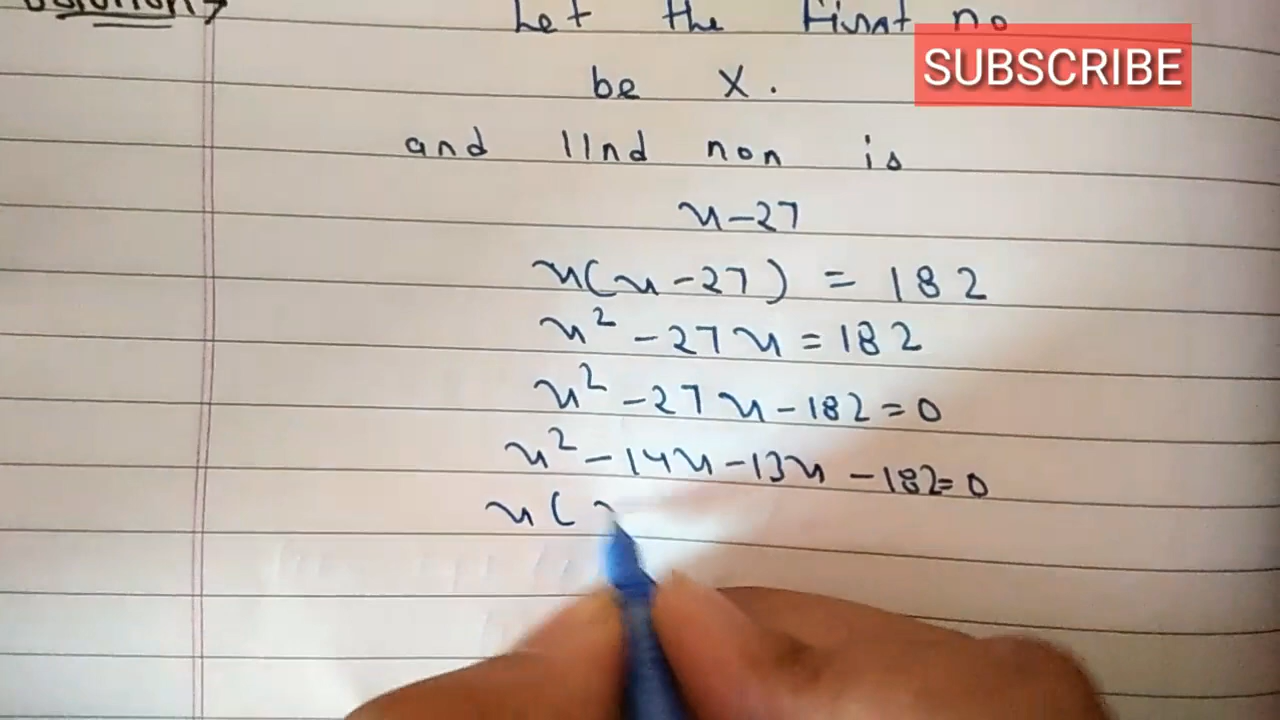 Solution →
Let the First no
SUBSCRIBE
be X.
and IInd non is
x-27
x(x-27) = 182
x² - 27x = 182
x² - 27x - 182 = 0
x² - 14x - 13x - 182 = 0
x (